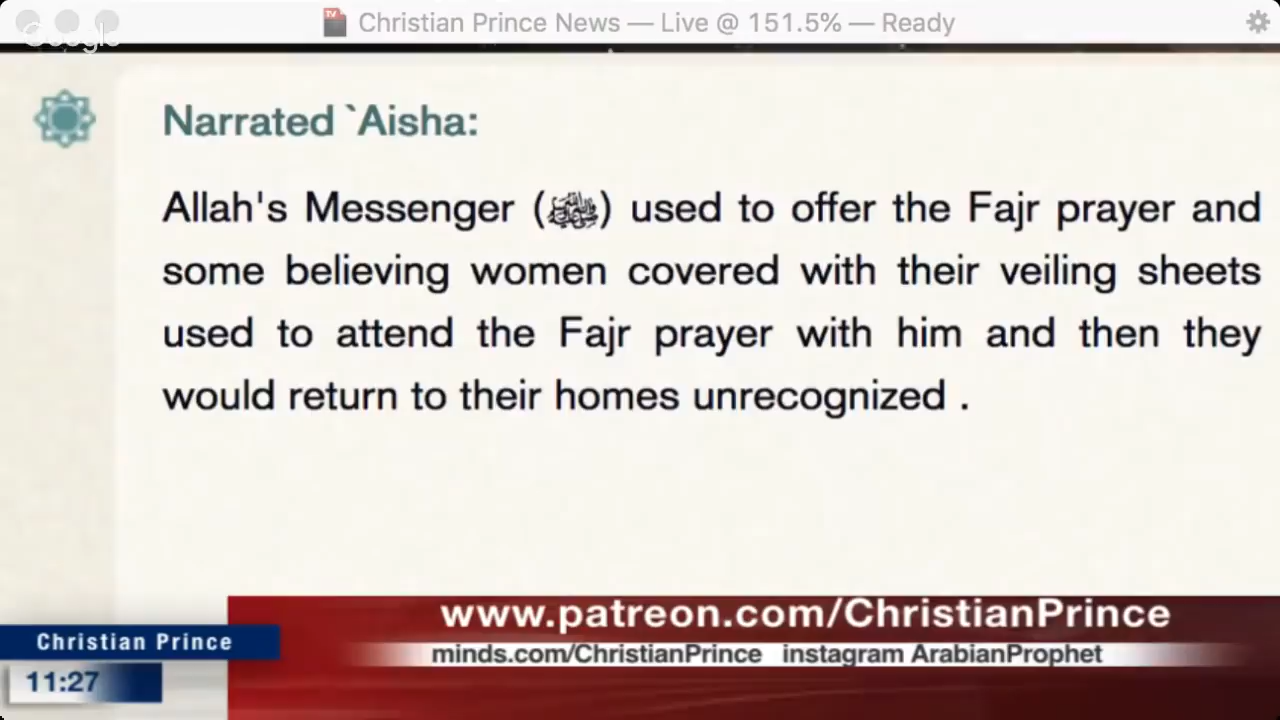 Christian Prince News — Live @ 151.5% — Ready
Google
Narrated `Aisha:
Allah's Messenger (ﷺ) used to offer the Fajr prayer and
some believing women covered with their veiling sheets
used to attend the Fajr prayer with him and then they
would return to their homes unrecognized .
www.patreon.com/ChristianPrince
Christian Prince
minds.com/ChristianPrince instagram ArabianProphet
11:27